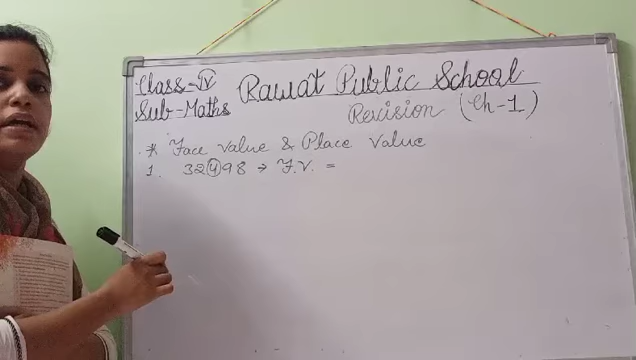 Class-IV Rawat Public School
Sub-Maths Revision (Ch-1)
* Face value & Place value
1. 32498 → F.V. =